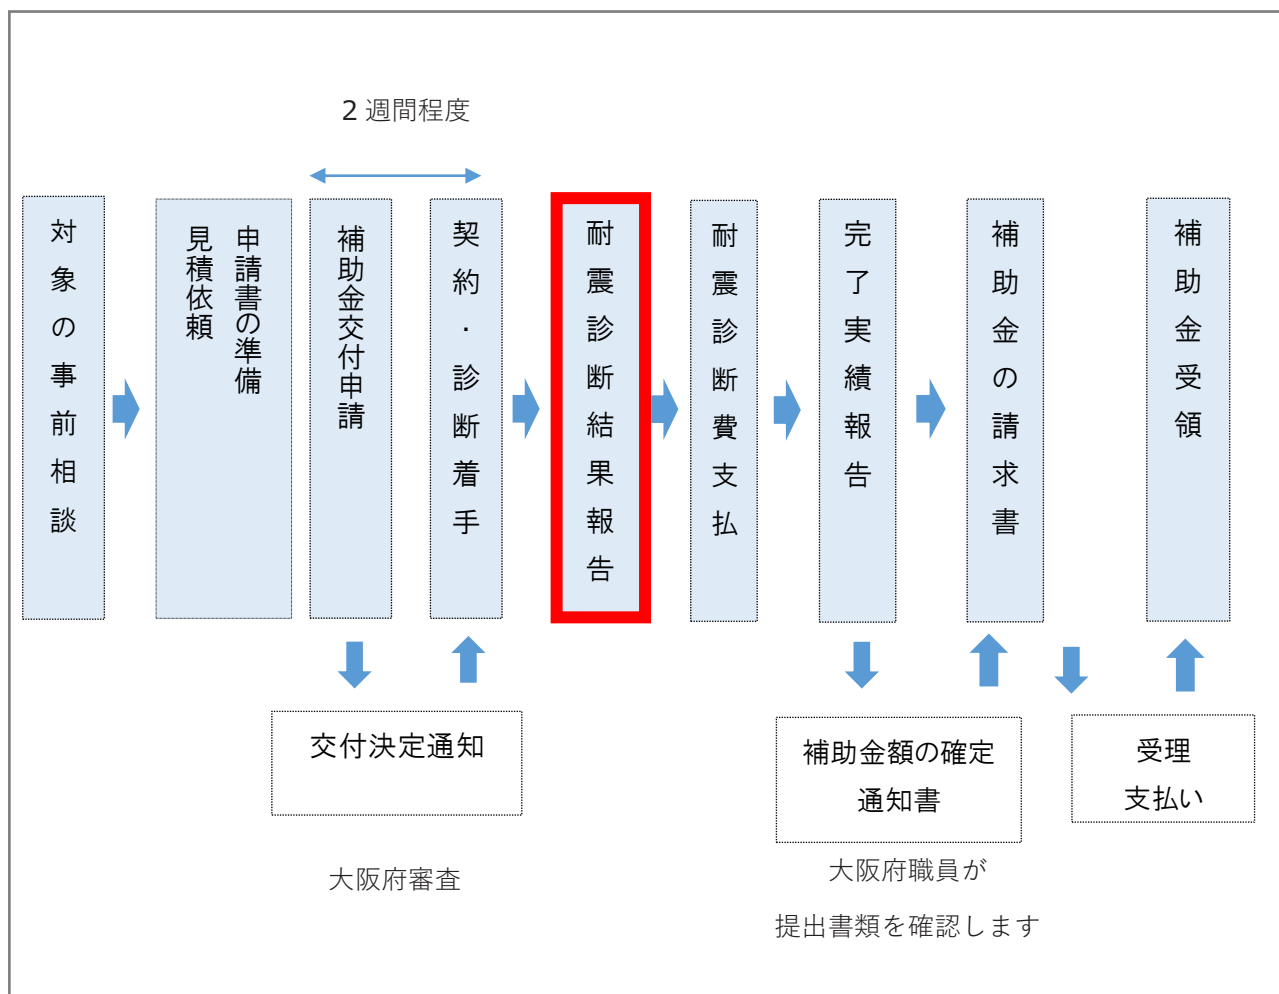 2週間程度
対象の事前相談
申請書の準備
見積依頼
補助金交付申請
契約・診断着手
耐震診断結果報告
耐震診断費支払
完了実績報告
補助金の請求書
補助金受領
交付決定通知
補助金額の確定
通知書
受理
支払い
大阪府審査
大阪府職員が
提出書類を確認します